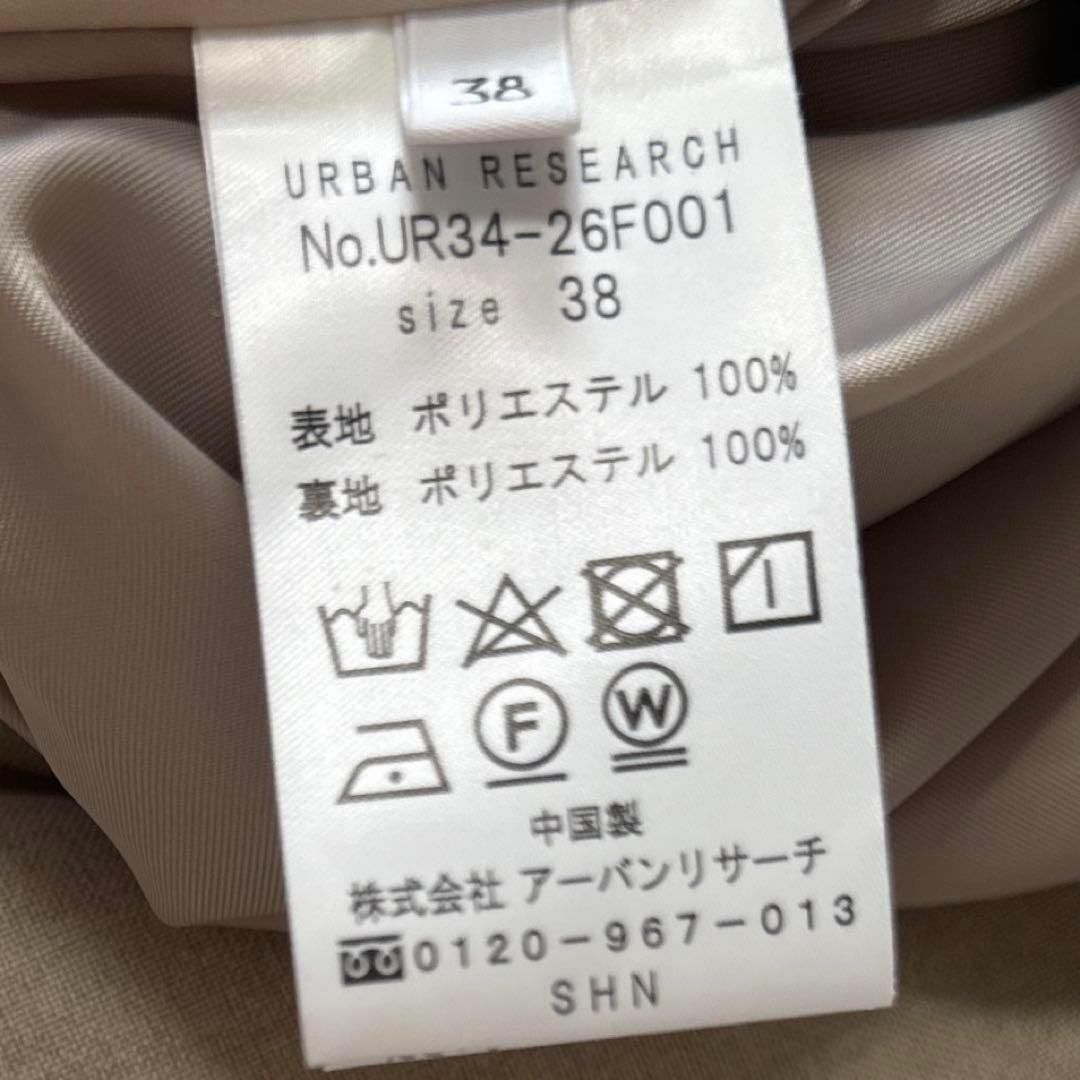 38
URBAN RESEARCH
No.UR34-26F001
size 38
表地 ポリエステル 100%
裏地 ポリエステル 100%
F W
中国製
株式会社 アーバンリサーチ
0120-967-013
SHN